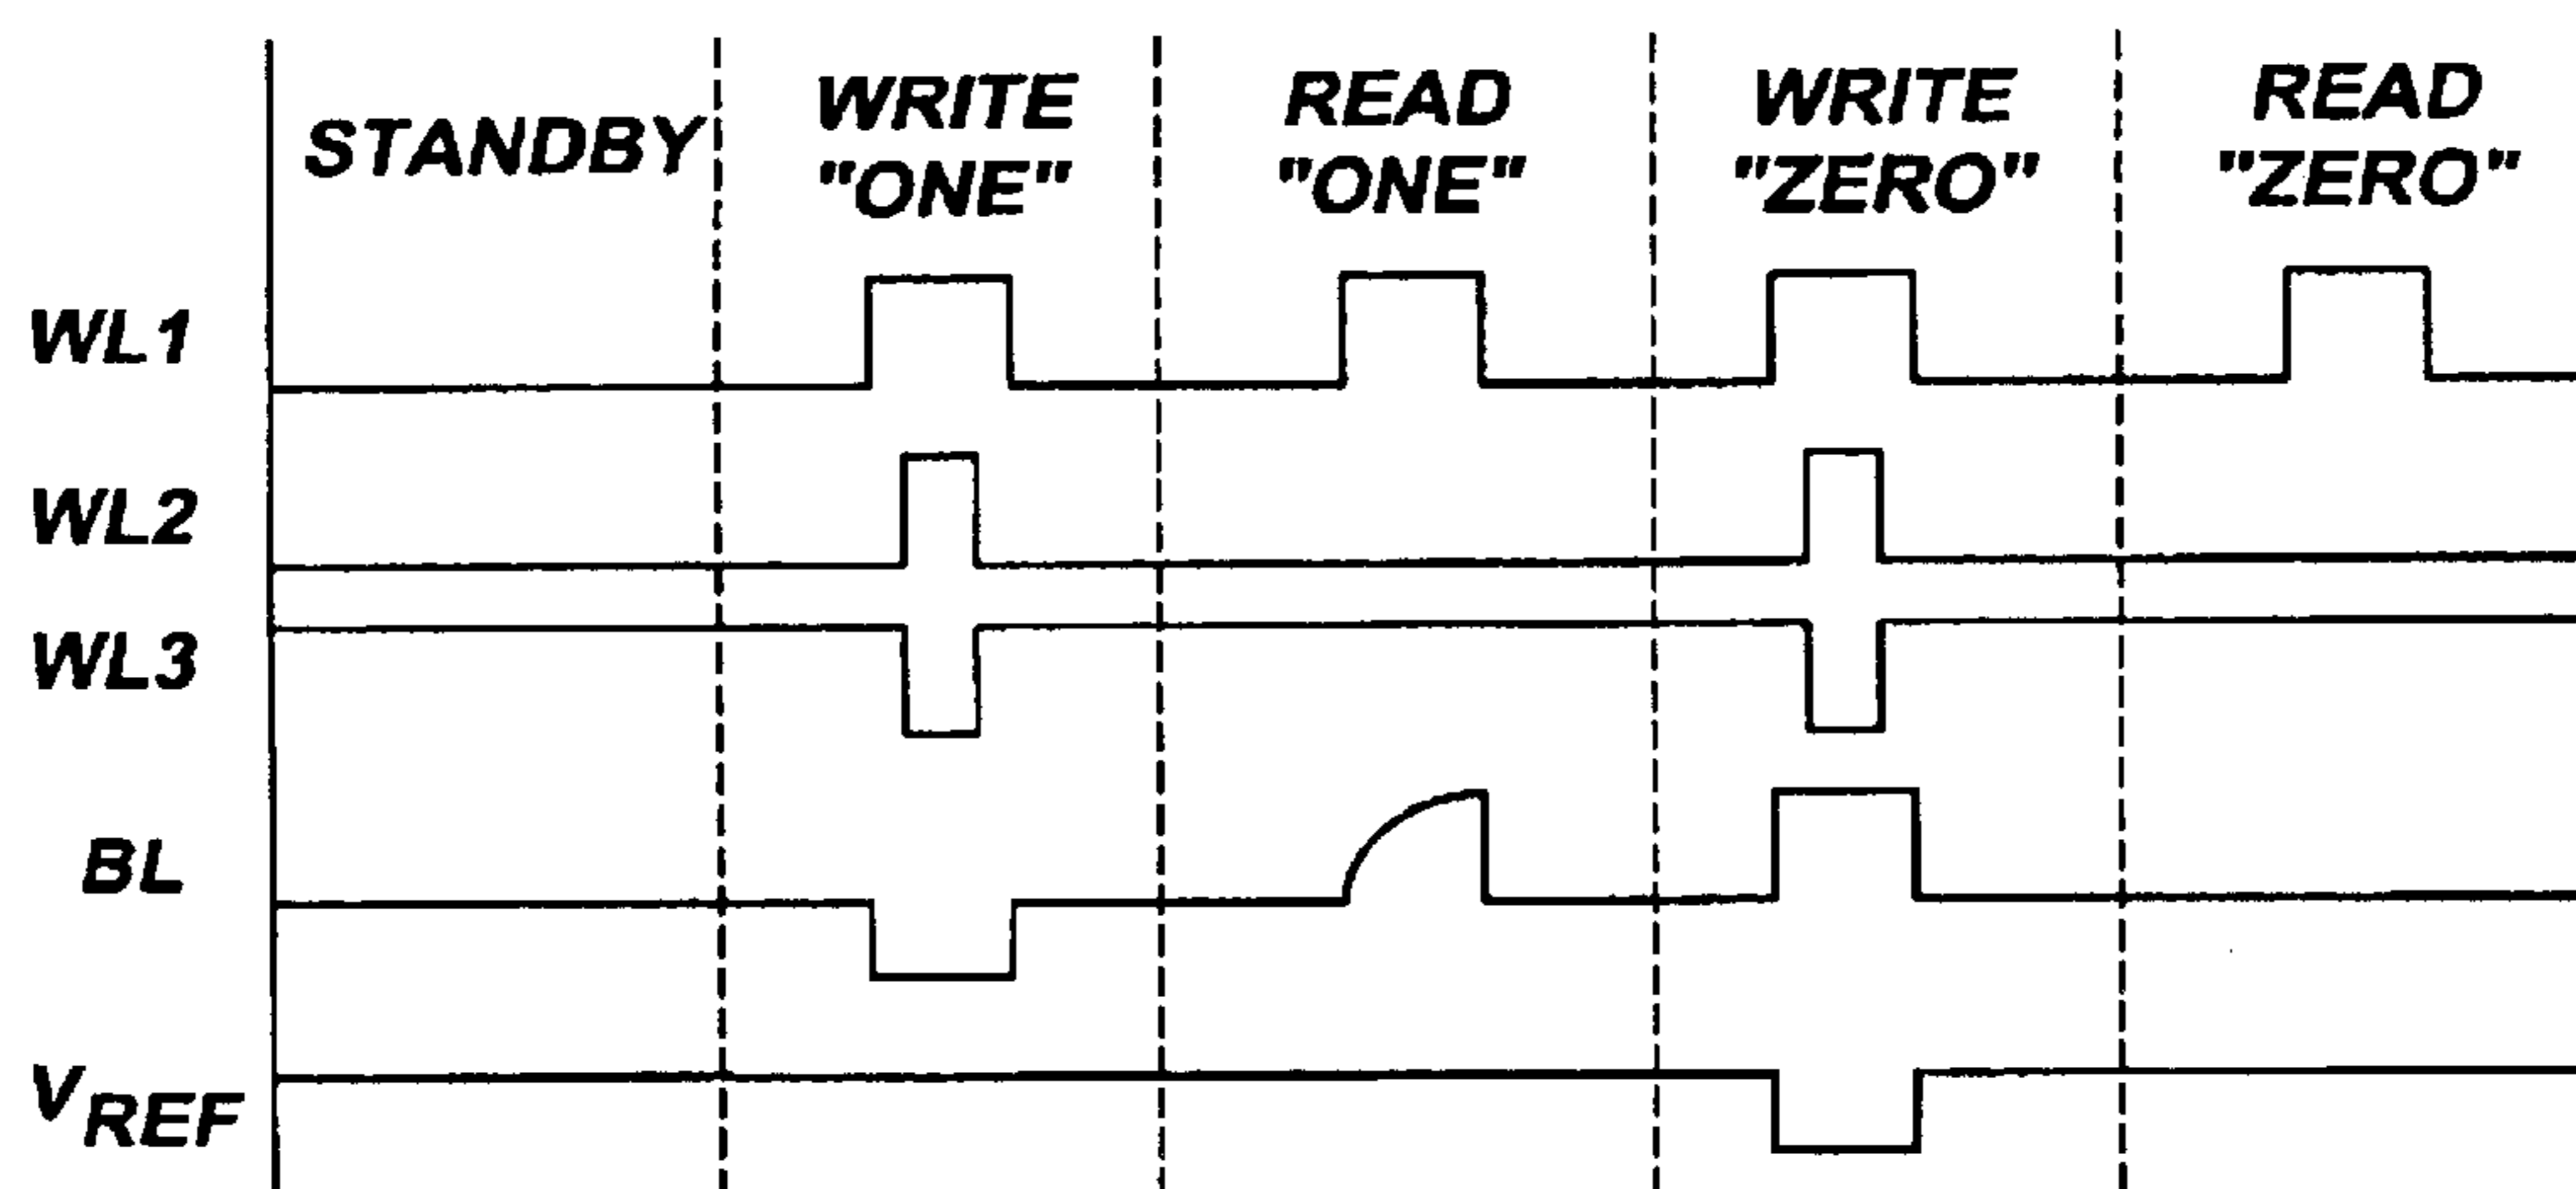 STANDBY
WRITE
"ONE"
READ
"ONE"
WRITE
"ZERO"
READ
"ZERO"
WL1
WL2
WL3
BL
VREF